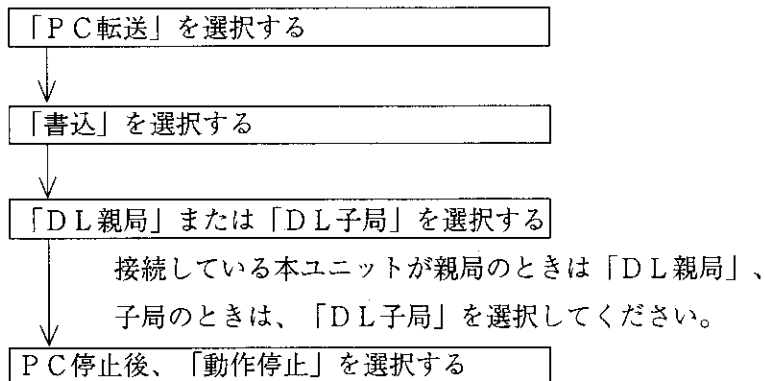 「PC転送」を選択する
「書込」を選択する
「DL親局」または「DL子局」を選択する
接続している本ユニットが親局のときは「DL親局」、
子局のときは、「DL子局」を選択してください。
PC停止後、「動作停止」を選択する